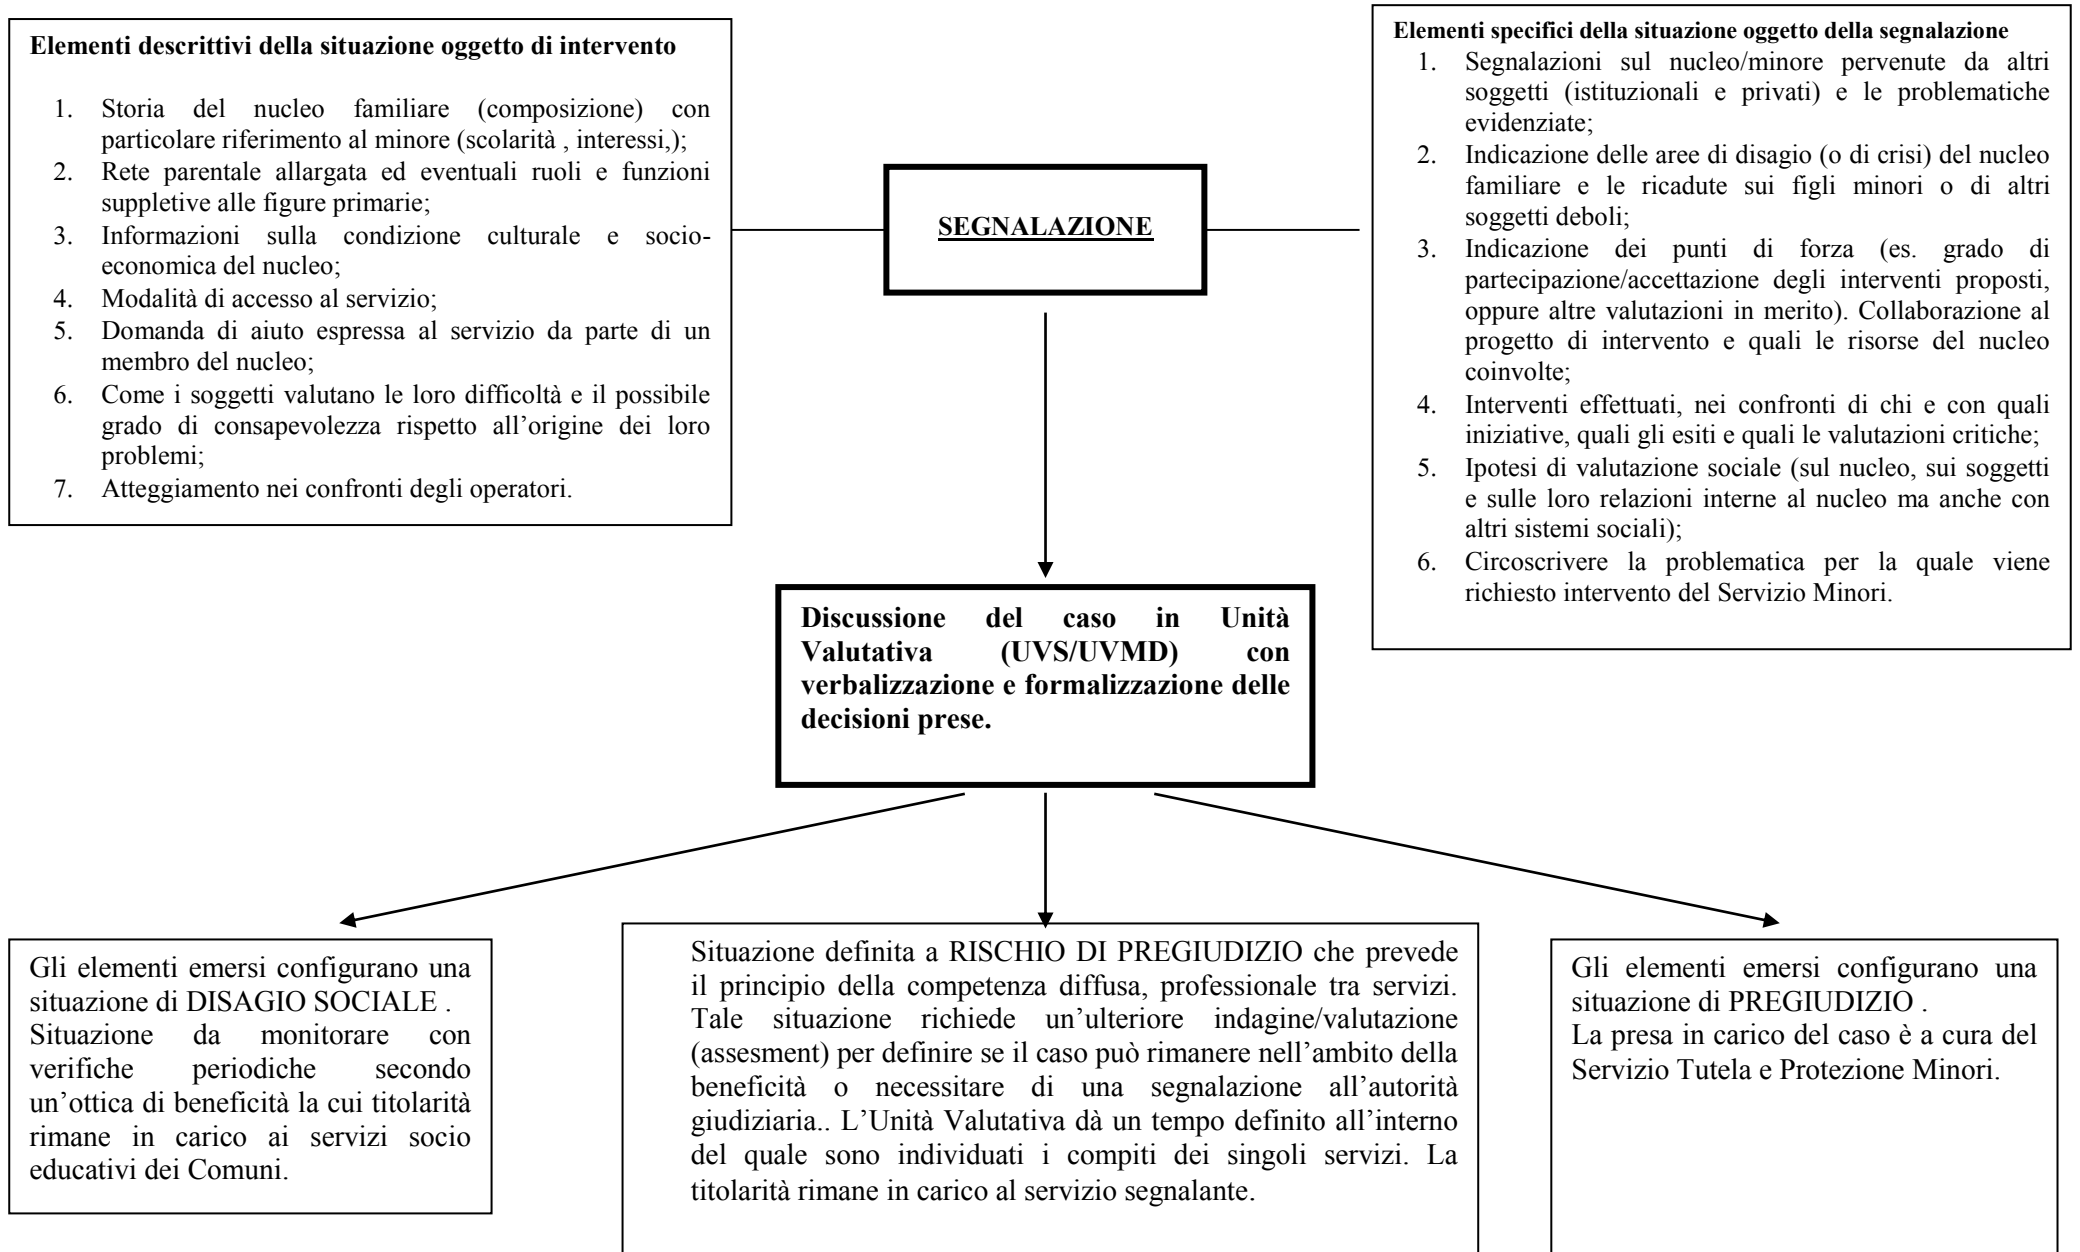 Elementi descrittivi della situazione oggetto di intervento
1. Storia del nucleo familiare (composizione) con
particolare riferimento al minore (scolarità , interessi,);
2. Rete parentale allargata ed eventuali ruoli e funzioni
suppletive alle figure primarie;
3. Informazioni sulla condizione culturale e socio-
economica del nucleo;
4. Modalità di accesso al servizio;
5. Domanda di aiuto espressa al servizio da parte di un
membro del nucleo;
6. Come i soggetti valutano le loro difficoltà e il possibile
grado di consapevolezza rispetto all’origine dei loro
problemi;
7. Atteggiamento nei confronti degli operatori.
SEGNALAZIONE
Elementi specifici della situazione oggetto della segnalazione
1. Segnalazioni sul nucleo/minore pervenute da altri
soggetti (istituzionali e privati) e le problematiche
evidenziate;
2. Indicazione delle aree di disagio (o di crisi) del nucleo
familiare e le ricadute sui figli minori o di altri
soggetti deboli;
3. Indicazione dei punti di forza (es. grado di
partecipazione/accettazione degli interventi proposti,
oppure altre valutazioni in merito). Collaborazione al
progetto di intervento e quali le risorse del nucleo
coinvolte;
4. Interventi effettuati, nei confronti di chi e con quali
iniziative, quali gli esiti e quali le valutazioni critiche;
5. Ipotesi di valutazione sociale (sul nucleo, sui soggetti
e sulle loro relazioni interne al nucleo ma anche con
altri sistemi sociali);
6. Circoscrivere la problematica per la quale viene
richiesto intervento del Servizio Minori.
Discussione del caso in Unità
Valutativa (UVS/UVMD) con
verbalizzazione e formalizzazione delle
decisioni prese.
Gli elementi emersi configurano una
situazione di DISAGIO SOCIALE .
Situazione da monitorare con
verifiche periodiche secondo
un’ottica di beneficità la cui titolarità
rimane in carico ai servizi socio
educativi dei Comuni.
Situazione definita a RISCHIO DI PREGIUDIZIO che prevede
il principio della competenza diffusa, professionale tra servizi.
Tale situazione richiede un’ulteriore indagine/valutazione
(assesment) per definire se il caso può rimanere nell’ambito della
beneficità o necessitare di una segnalazione all’autorità
giudiziaria.. L’Unità Valutativa dà un tempo definito all’interno
del quale sono individuati i compiti dei singoli servizi. La
titolarità rimane in carico al servizio segnalante.
Gli elementi emersi configurano una
situazione di PREGIUDIZIO .
La presa in carico del caso è a cura del
Servizio Tutela e Protezione Minori.